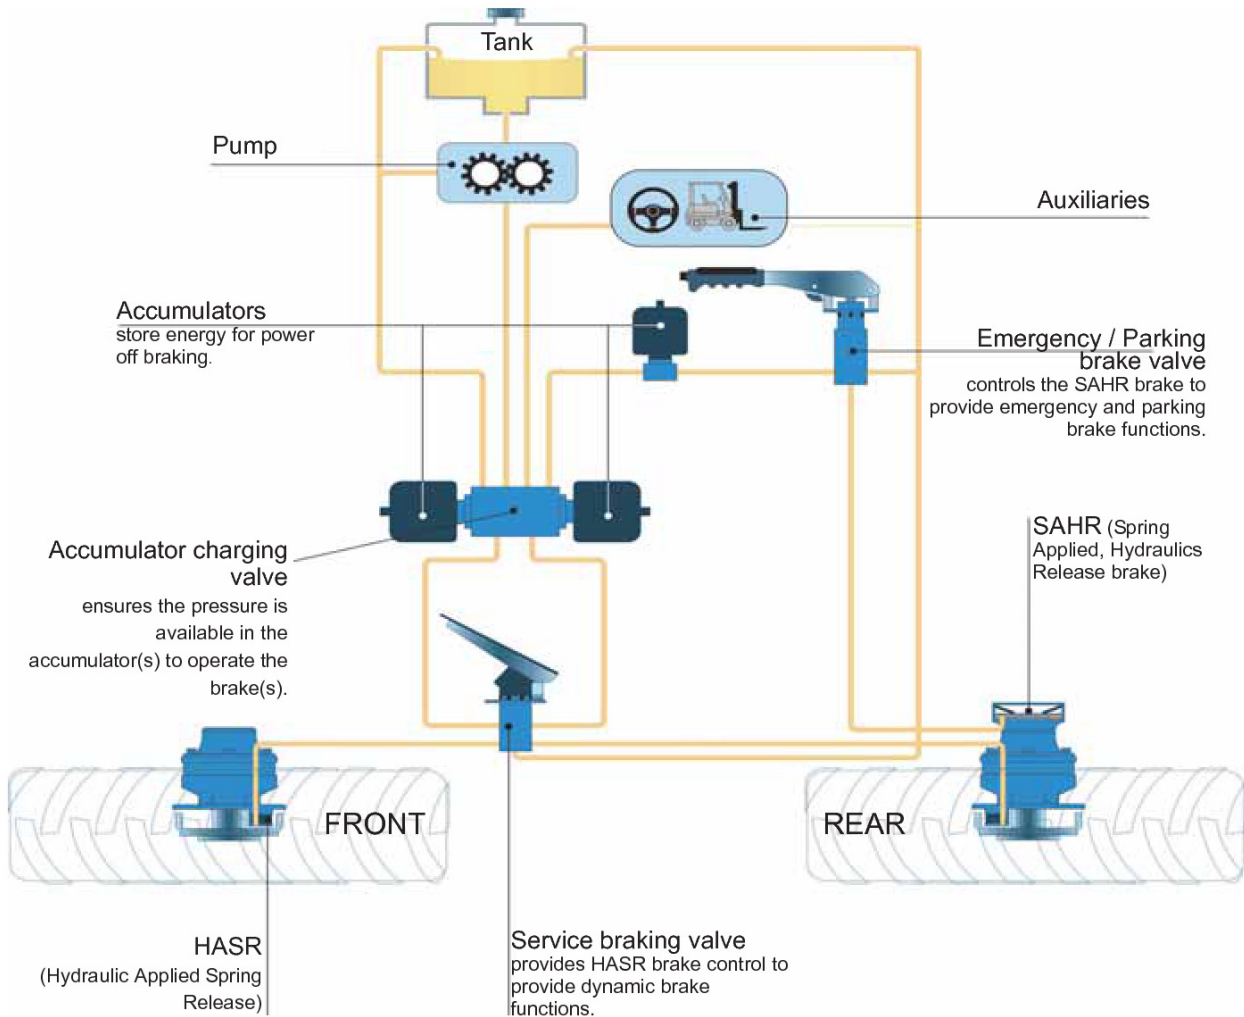 Tank
Pump
Auxiliaries
Accumulators
store energy for power
off braking.
Emergency / Parking
brake valve
controls the SAHR brake to
provide emergency and parking
brake functions.
Accumulator charging
valve
ensures the pressure is
available in the
accumulator(s) to operate the
brake(s).
SAHR (Spring
Applied, Hydraulics
Release brake)
FRONT
REAR
HASR
(Hydraulic Applied Spring
Release)
Service braking valve
provides HASR brake control to
provide dynamic brake
functions.